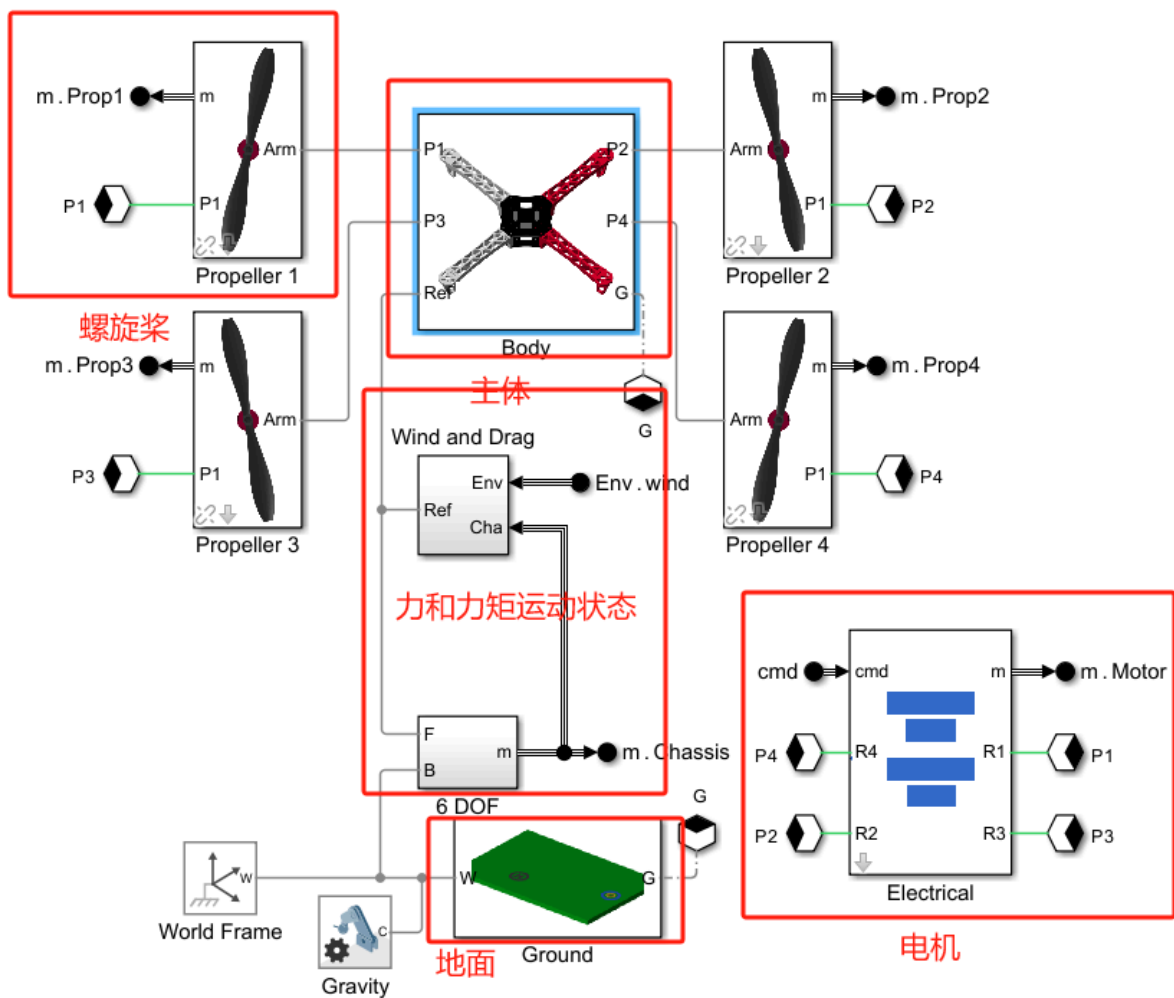 m.Prop1
m
Arm
P1
P1
Propeller 1
螺旋桨
P1
P2
P3
P4
Ref
G
Body
主体
G
m
m.Prop2
Arm
P1
P2
Propeller 2
m.Prop3
m
Arm
P3
P1
Propeller 3
Wind and Drag
Env
Env.wind
Ref
Cha
力和力矩运动状态
F
m
m.Chassis
B
6 DOF
m
m.Prop4
Arm
P1
P4
Propeller 4
cmd
cmd
m
m.Motor
P4
R4
R1
P1
P2
R2
R3
P3
Electrical
电机
G
W
World Frame
W
G
Ground
地面
C
Gravity